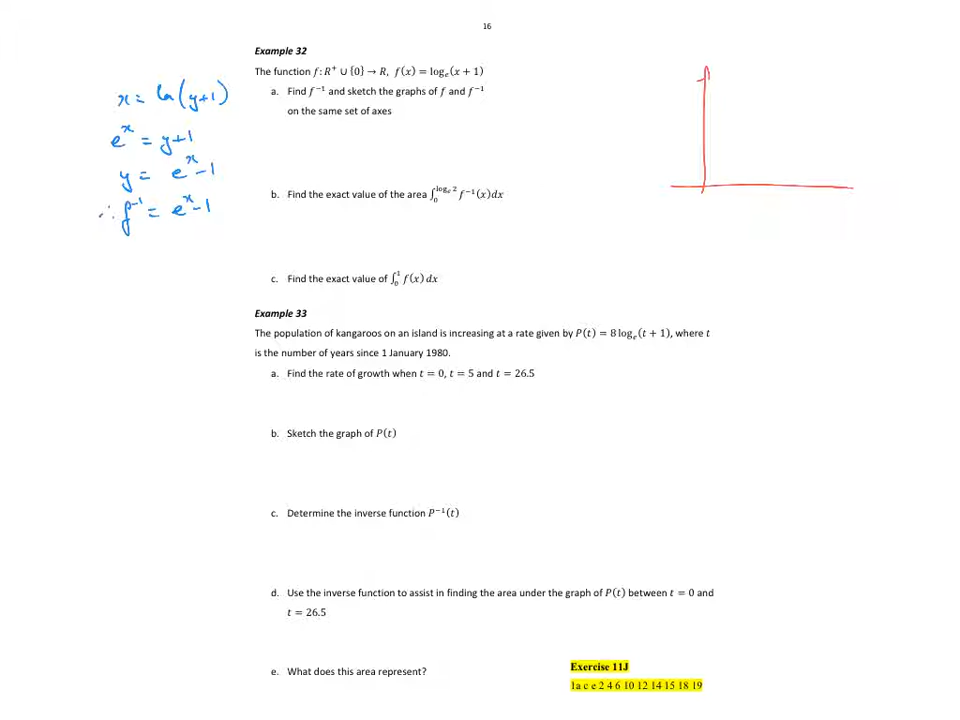 16
Example 32
The function f: R⁺ ∪ {0} → R, f(x) = logₑ(x + 1)
a. Find f⁻¹ and sketch the graphs of f and f⁻¹
on the same set of axes
x = ln(y+1)
eˣ = y+1
y = eˣ-1
∴ f⁻¹ = eˣ-1
b. Find the exact value of the area ∫₀^(logₑ 2) f⁻¹(x)dx
c. Find the exact value of ∫₀¹ f(x) dx
Example 33
The population of kangaroos on an island is increasing at a rate given by P(t) = 8 logₑ(t + 1), where t
is the number of years since 1 January 1980.
a. Find the rate of growth when t = 0, t = 5 and t = 26.5
b. Sketch the graph of P(t)
c. Determine the inverse function P⁻¹(t)
d. Use the inverse function to assist in finding the area under the graph of P(t) between t = 0 and
t = 26.5
e. What does this area represent?
Exercise 11J
1a c e 2 4 6 10 12 14 15 18 19